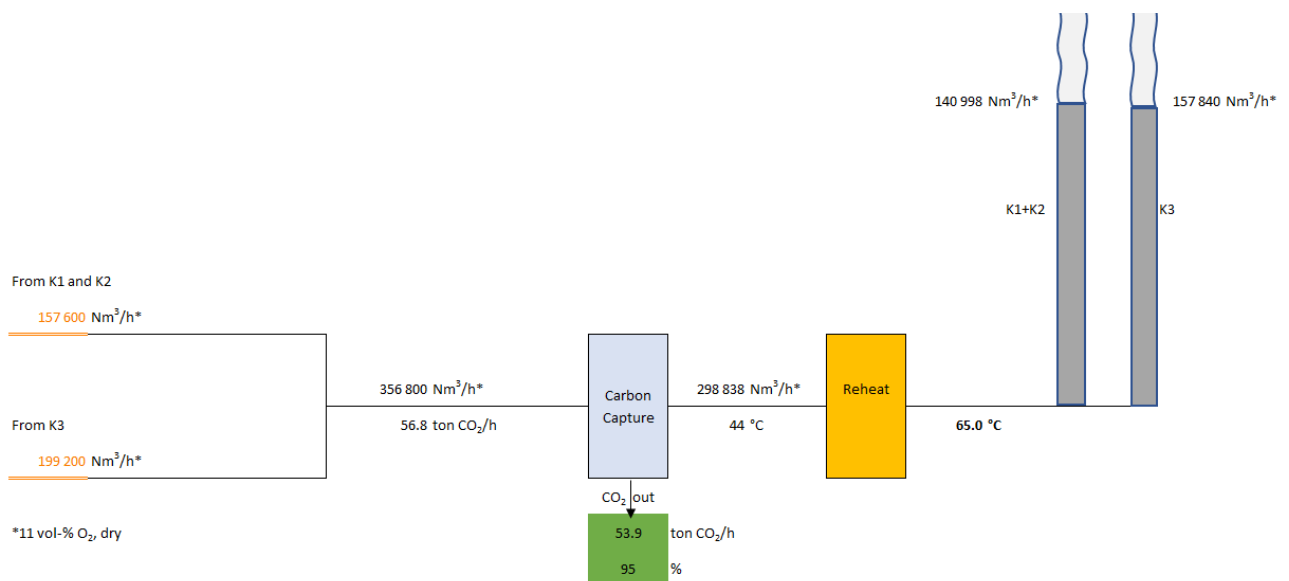 140 998 Nm³/h*
157 840 Nm³/h*
K1+K2
K3
From K1 and K2
157 600 Nm³/h*
356 800 Nm³/h*
56.8 ton CO₂/h
Carbon
Capture
298 838 Nm³/h*
44 °C
Reheat
65.0 °C
From K3
199 200 Nm³/h*
CO₂ out
*11 vol-% O₂, dry
53.9 ton CO₂/h
95 %